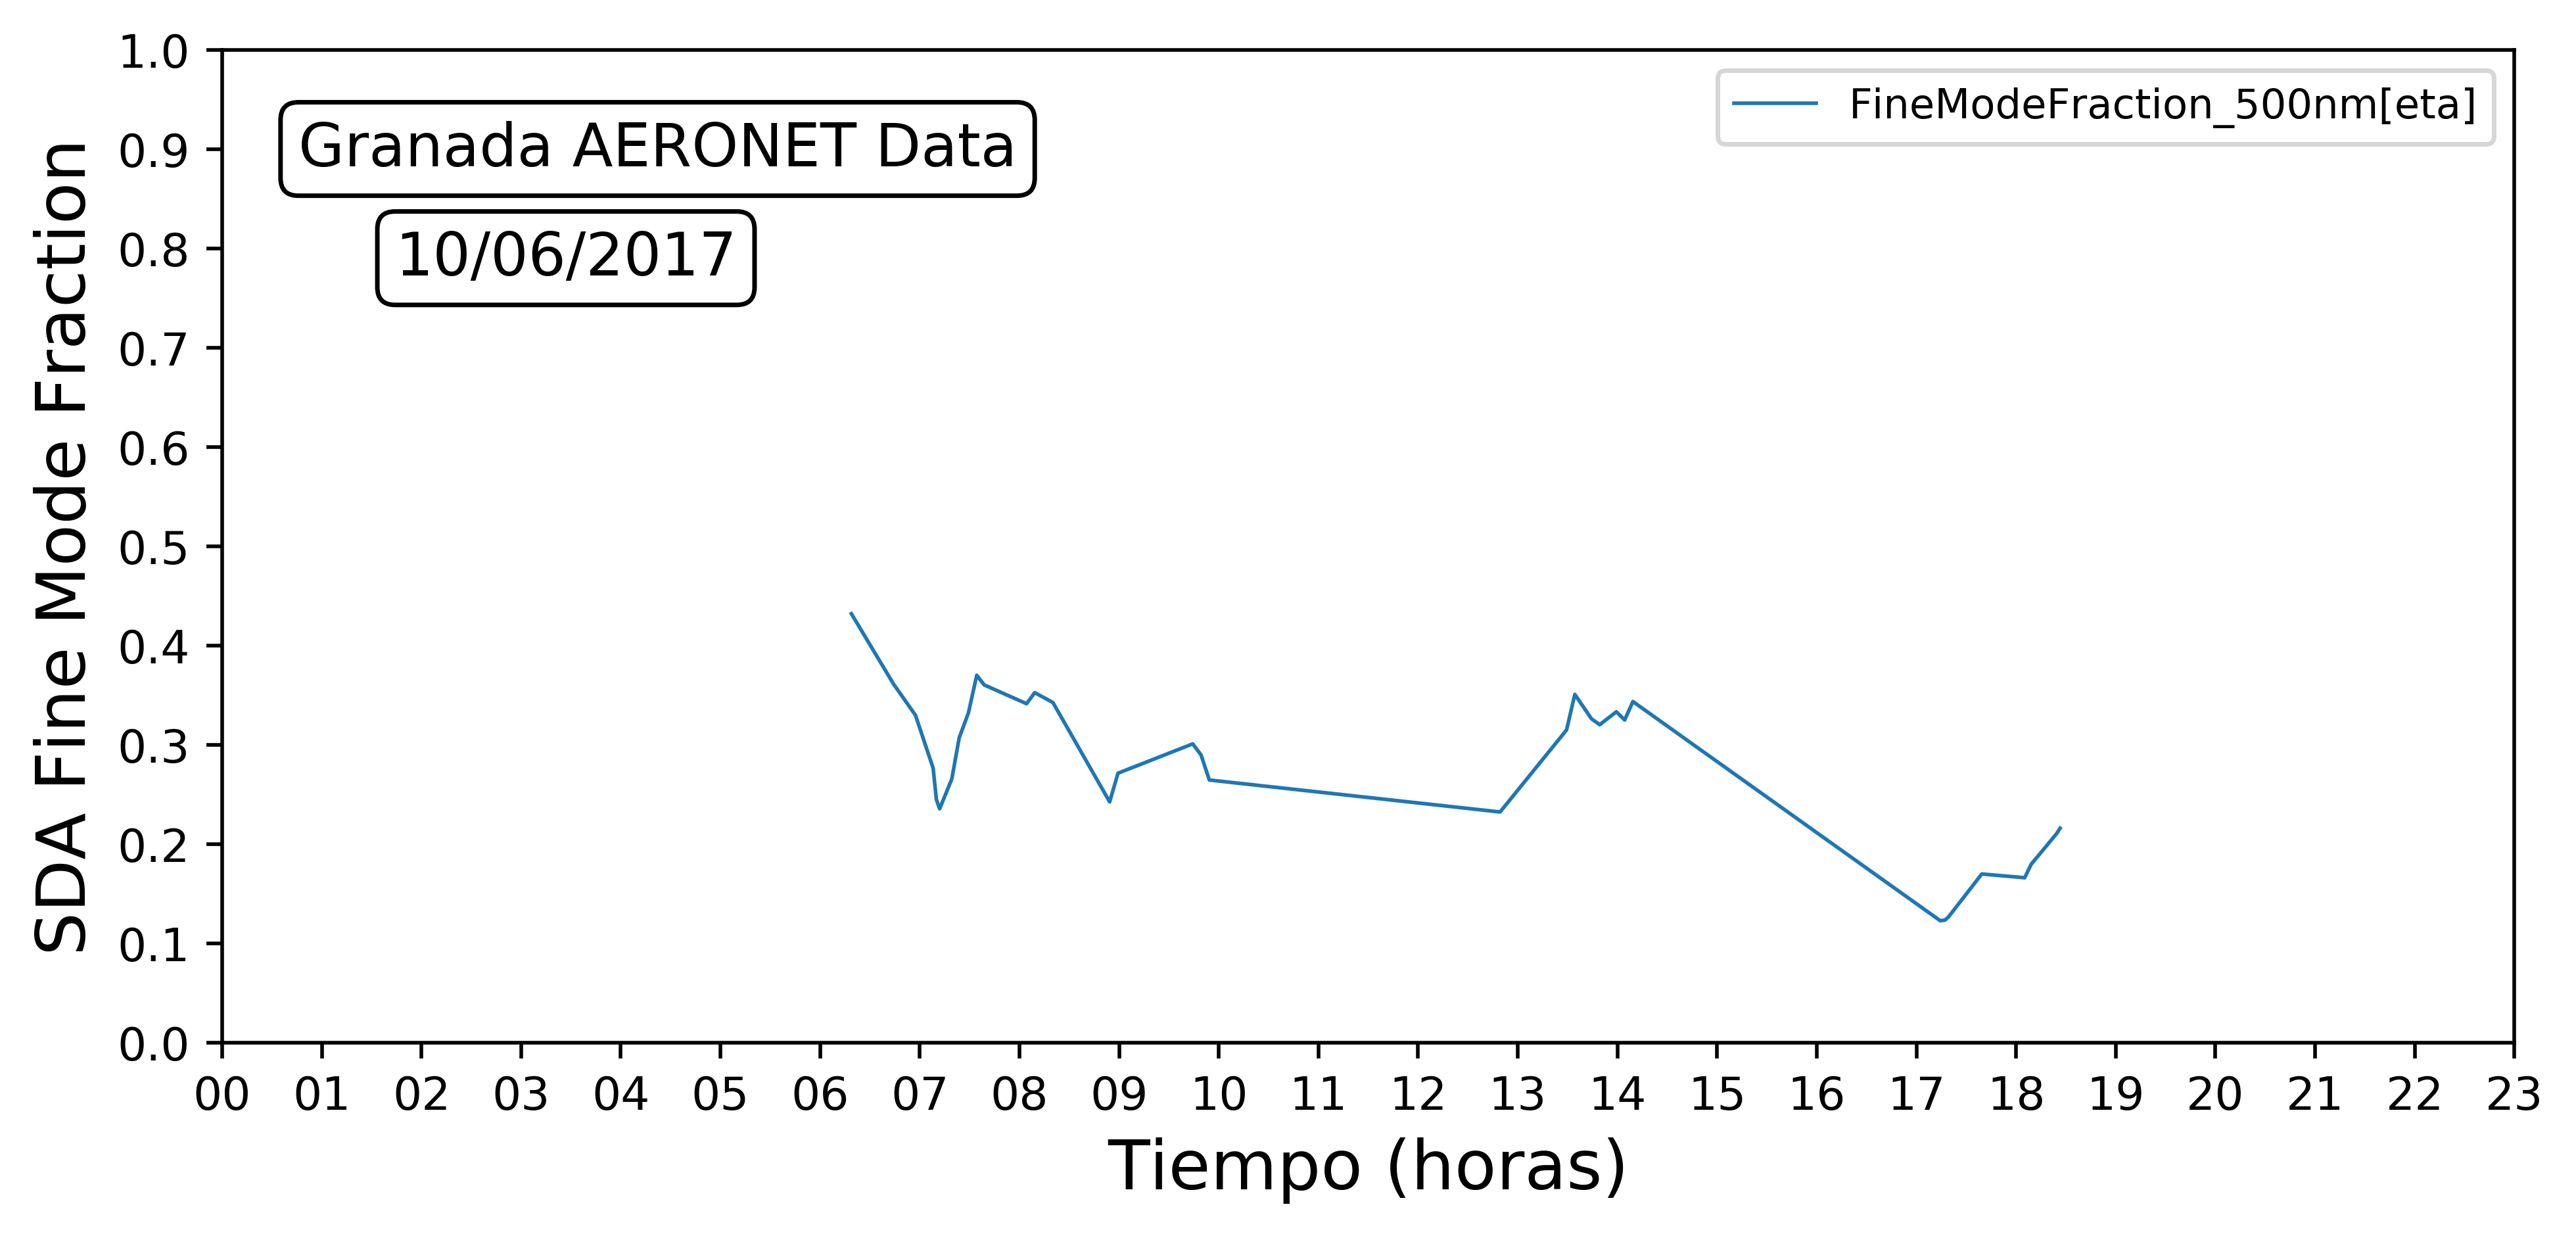 Granada AERONET Data
10/06/2017
FineModeFraction_500nm[eta]
SDA Fine Mode Fraction
1.0
0.9
0.8
0.7
0.6
0.5
0.4
0.3
0.2
0.1
0.0
00 01 02 03 04 05 06 07 08 09 10 11 12 13 14 15 16 17 18 19 20 21 22 23
Tiempo (horas)